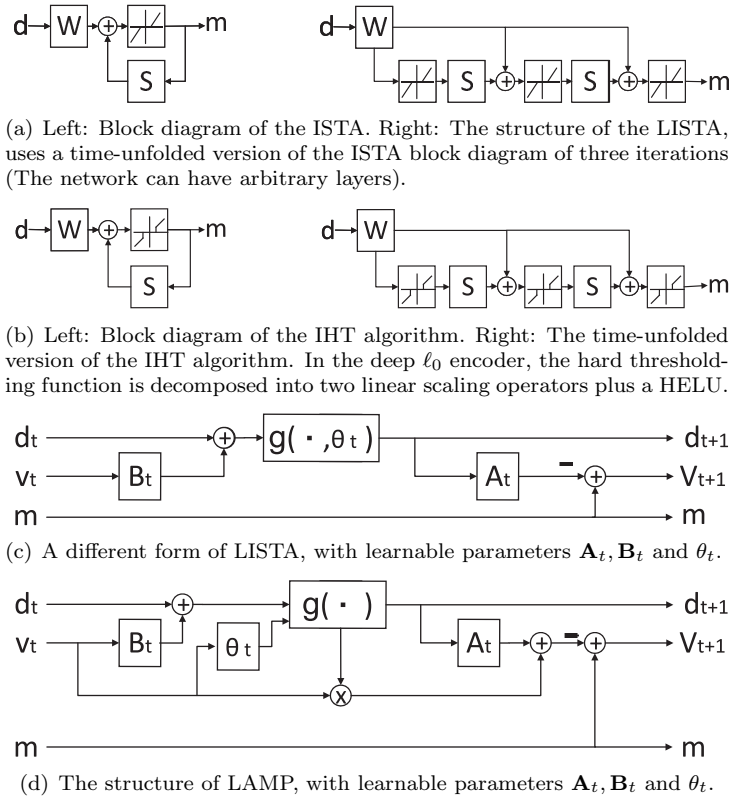 d W + m S
d W S + S + m
(a) Left: Block diagram of the ISTA. Right: The structure of the LISTA,
uses a time-unfolded version of the ISTA block diagram of three iterations
(The network can have arbitrary layers).
d W + m S
d W S + S + m
(b) Left: Block diagram of the IHT algorithm. Right: The time-unfolded
version of the IHT algorithm. In the deep ℓ0 encoder, the hard threshold-
ing function is decomposed into two linear scaling operators plus a HELU.
dt + g( · ,θt) dt+1
vt Bt At - + Vt+1
m m
(c) A different form of LISTA, with learnable parameters At, Bt and θt.
dt + g( · ) dt+1
vt Bt θt At + - + Vt+1
x
m m
(d) The structure of LAMP, with learnable parameters At, Bt and θt.